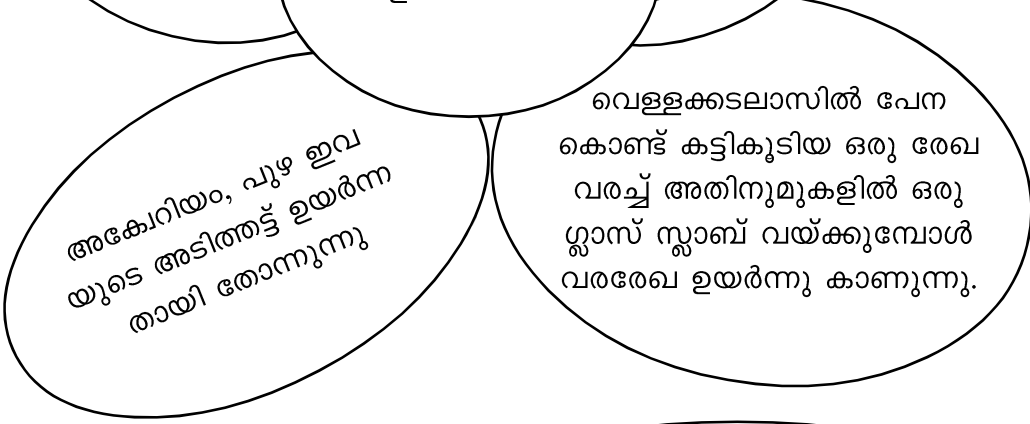 അക്വേറിയം, പുഴ ഇവ
യുടെ അടിത്തട്ട് ഉയർന്ന
തായി തോന്നുന്നു
വെള്ളക്കടലാസിൽ പേന
കൊണ്ട് കട്ടികൂടിയ ഒരു രേഖ
വരച്ച് അതിനുമുകളിൽ ഒരു
ഗ്ലാസ് സ്ലാബ് വയ്ക്കുമ്പോൾ
വരരേഖ ഉയർന്നു കാണുന്നു.